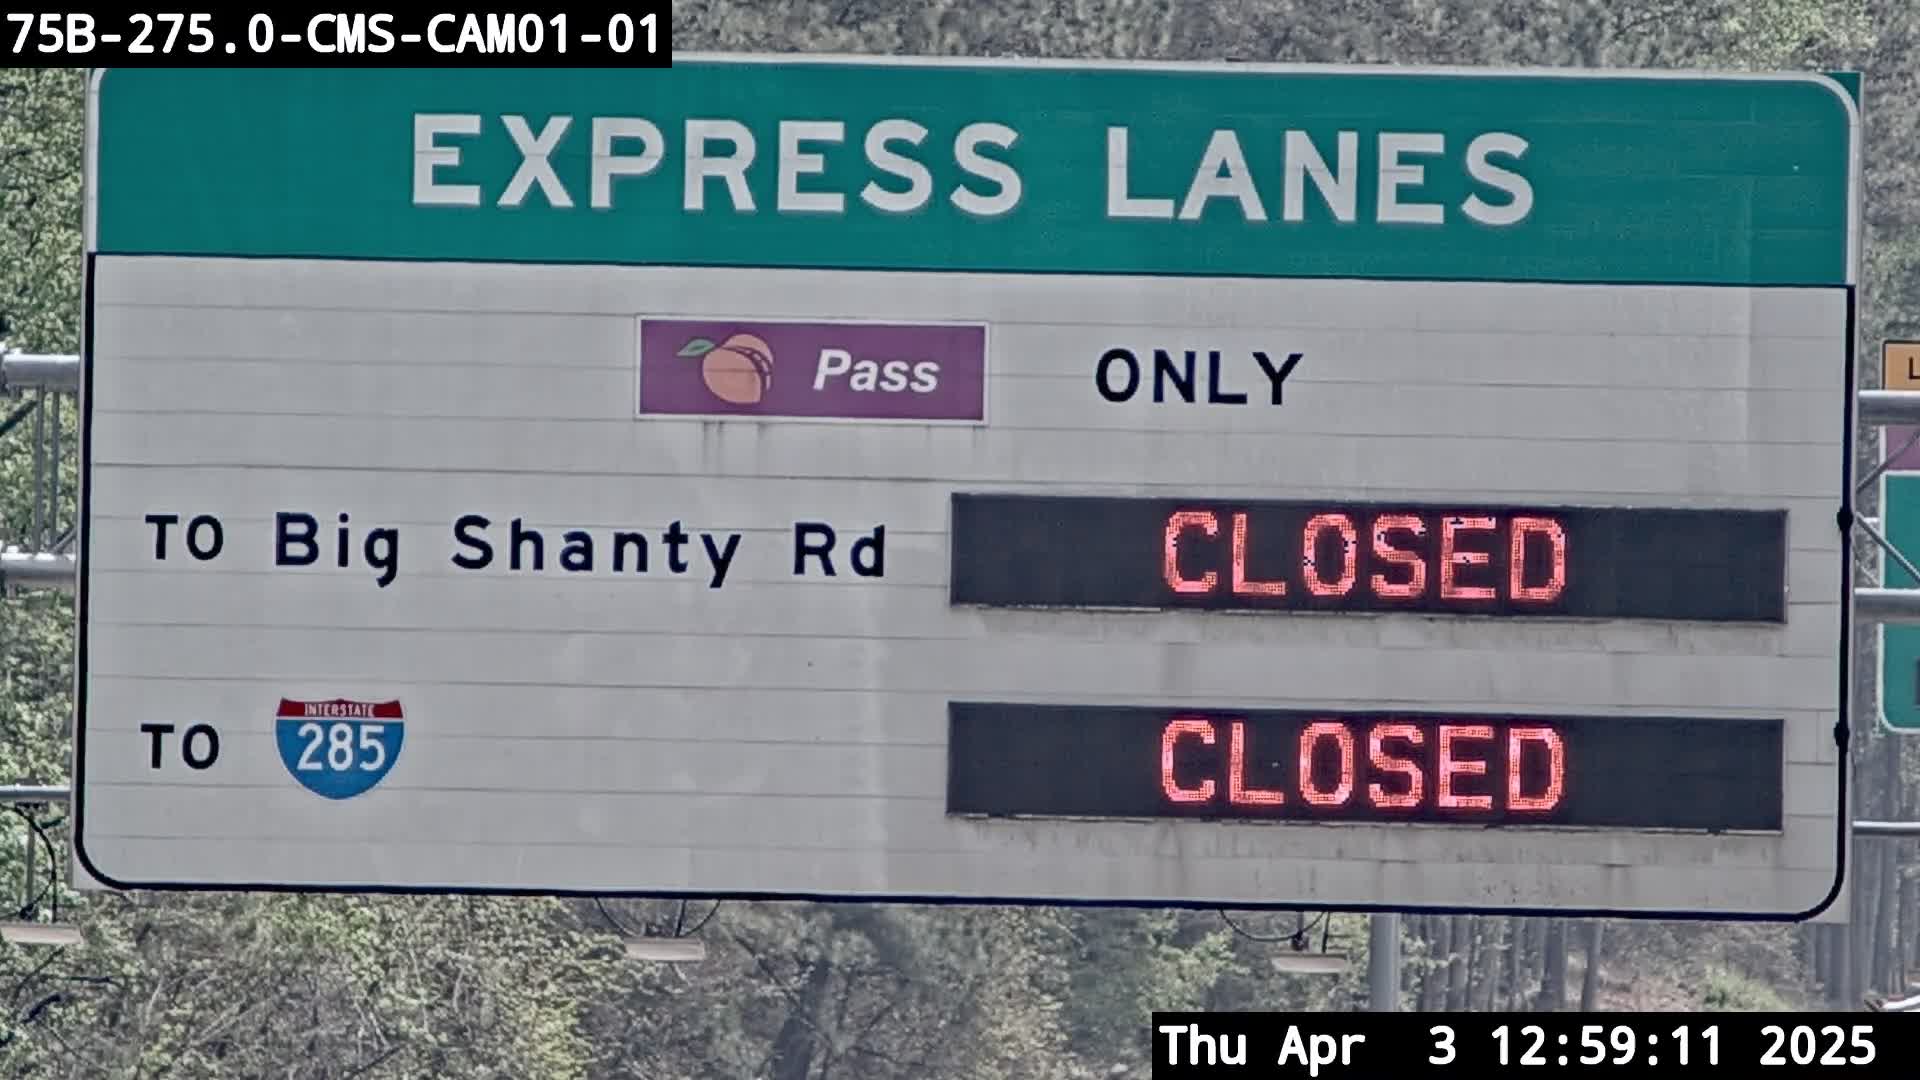 75B-275.0-CMS-CAM01-01
EXPRESS LANES
Pass ONLY
TO Big Shanty Rd CLOSED
TO INTERSTATE 285 CLOSED
Thu Apr 3 12:59:11 2025